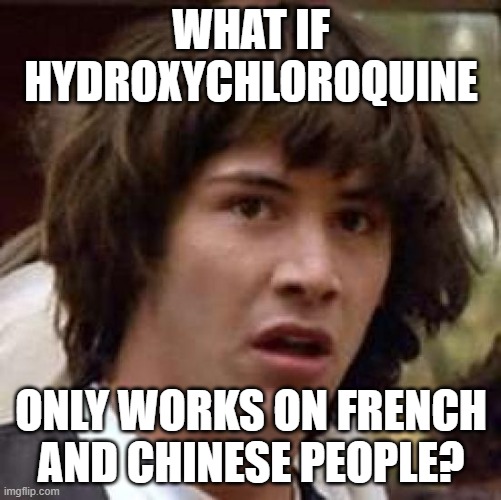 WHAT IF
HYDROXYCHLOROQUINE
ONLY WORKS ON FRENCH
AND CHINESE PEOPLE?
imgflip.com